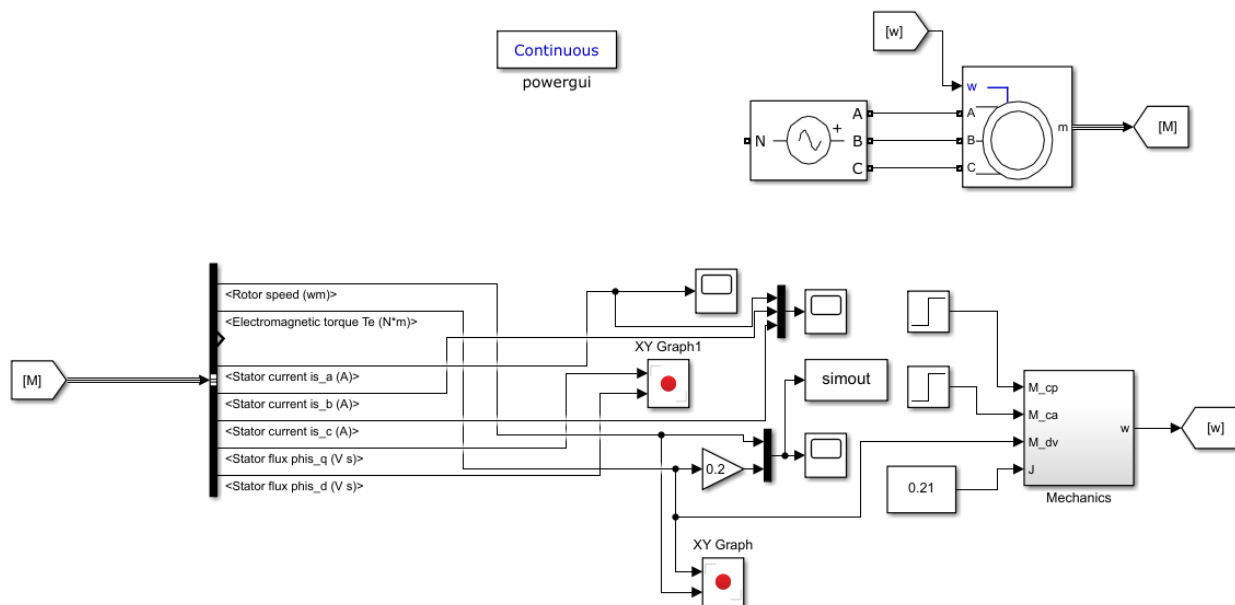 Continuous
powergui
[w]
w
A
B
C
m
[M]
N
+
A
B
C
[M]
<Rotor speed (wm)>
<Electromagnetic torque Te (N*m)>
<Stator current is_a (A)>
<Stator current is_b (A)>
<Stator current is_c (A)>
<Stator flux phis_q (V s)>
<Stator flux phis_d (V s)>
XY Graph1
simout
0.2
XY Graph
0.21
M_cp
M_ca
M_dv
J
w
Mechanics
[w]